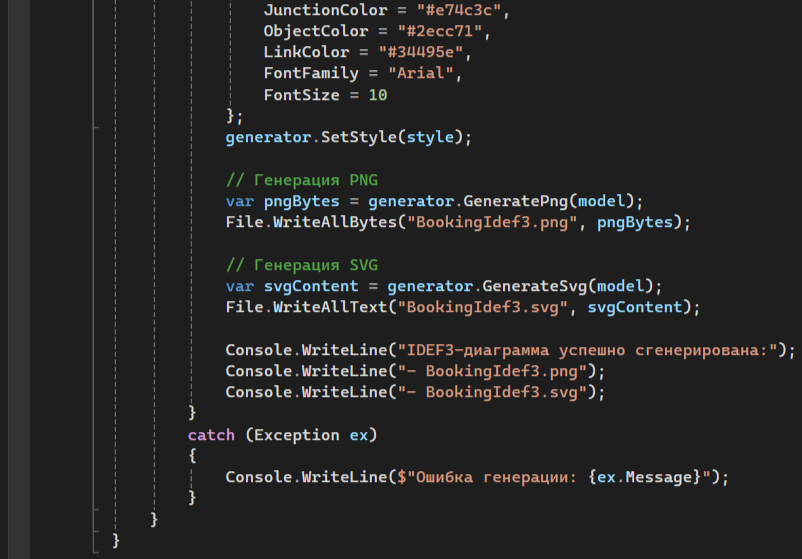 JunctionColor = "#e74c3c",
ObjectColor = "#2ecc71",
LinkColor = "#34495e",
FontFamily = "Arial",
FontSize = 10
};
generator.SetStyle(style);
// Генерация PNG
var pngBytes = generator.GeneratePng(model);
File.WriteAllBytes("BookingIdef3.png", pngBytes);
// Генерация SVG
var svgContent = generator.GenerateSvg(model);
File.WriteAllText("BookingIdef3.svg", svgContent);
Console.WriteLine("IDEF3-диаграмма успешно сгенерирована:");
Console.WriteLine("- BookingIdef3.png");
Console.WriteLine("- BookingIdef3.svg");
}
catch (Exception ex)
{
Console.WriteLine($"Ошибка генерации: {ex.Message}");
}
}
}